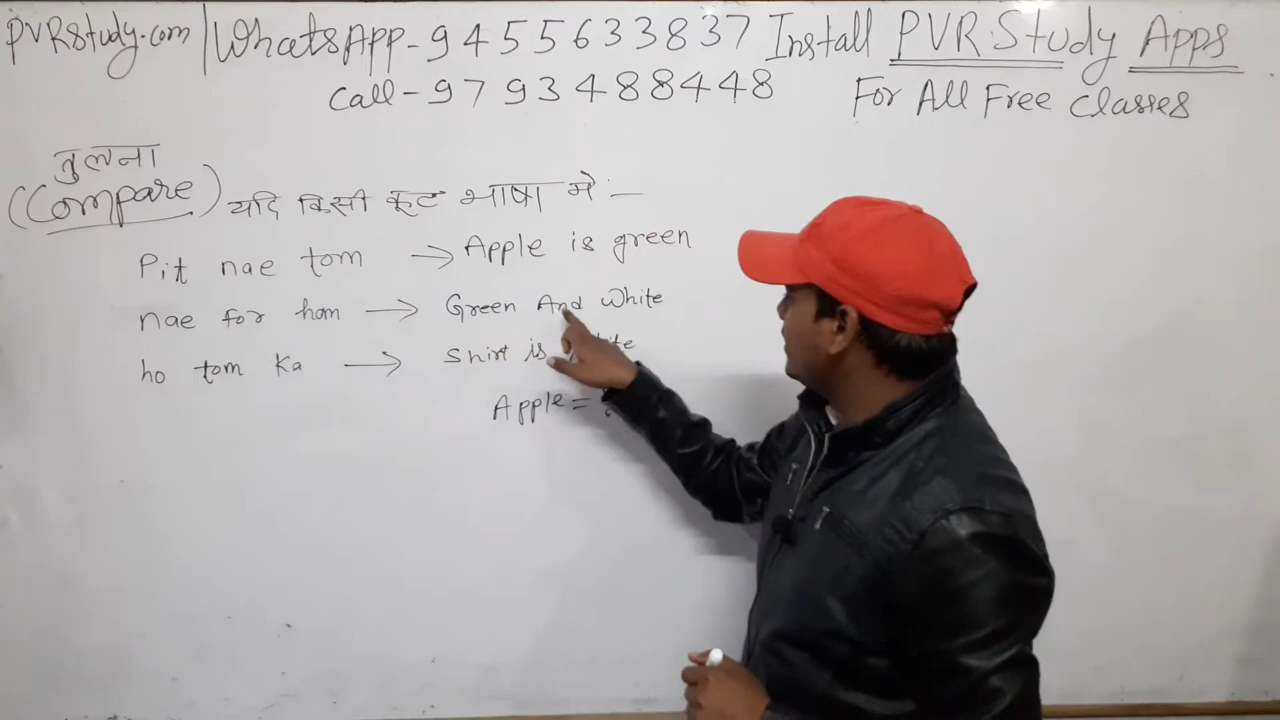 PVRStudy.com | WhatsApp-9455633837 Install PVR Study Apps
Call-9793488448 For All Free Classes
तुलना
(Compare) यदि किसी कूट भाषा मे :-
Pit nae tom → Apple is green
nae for ham → Green And White
ho tom Ka → Shirt is
Apple = ?